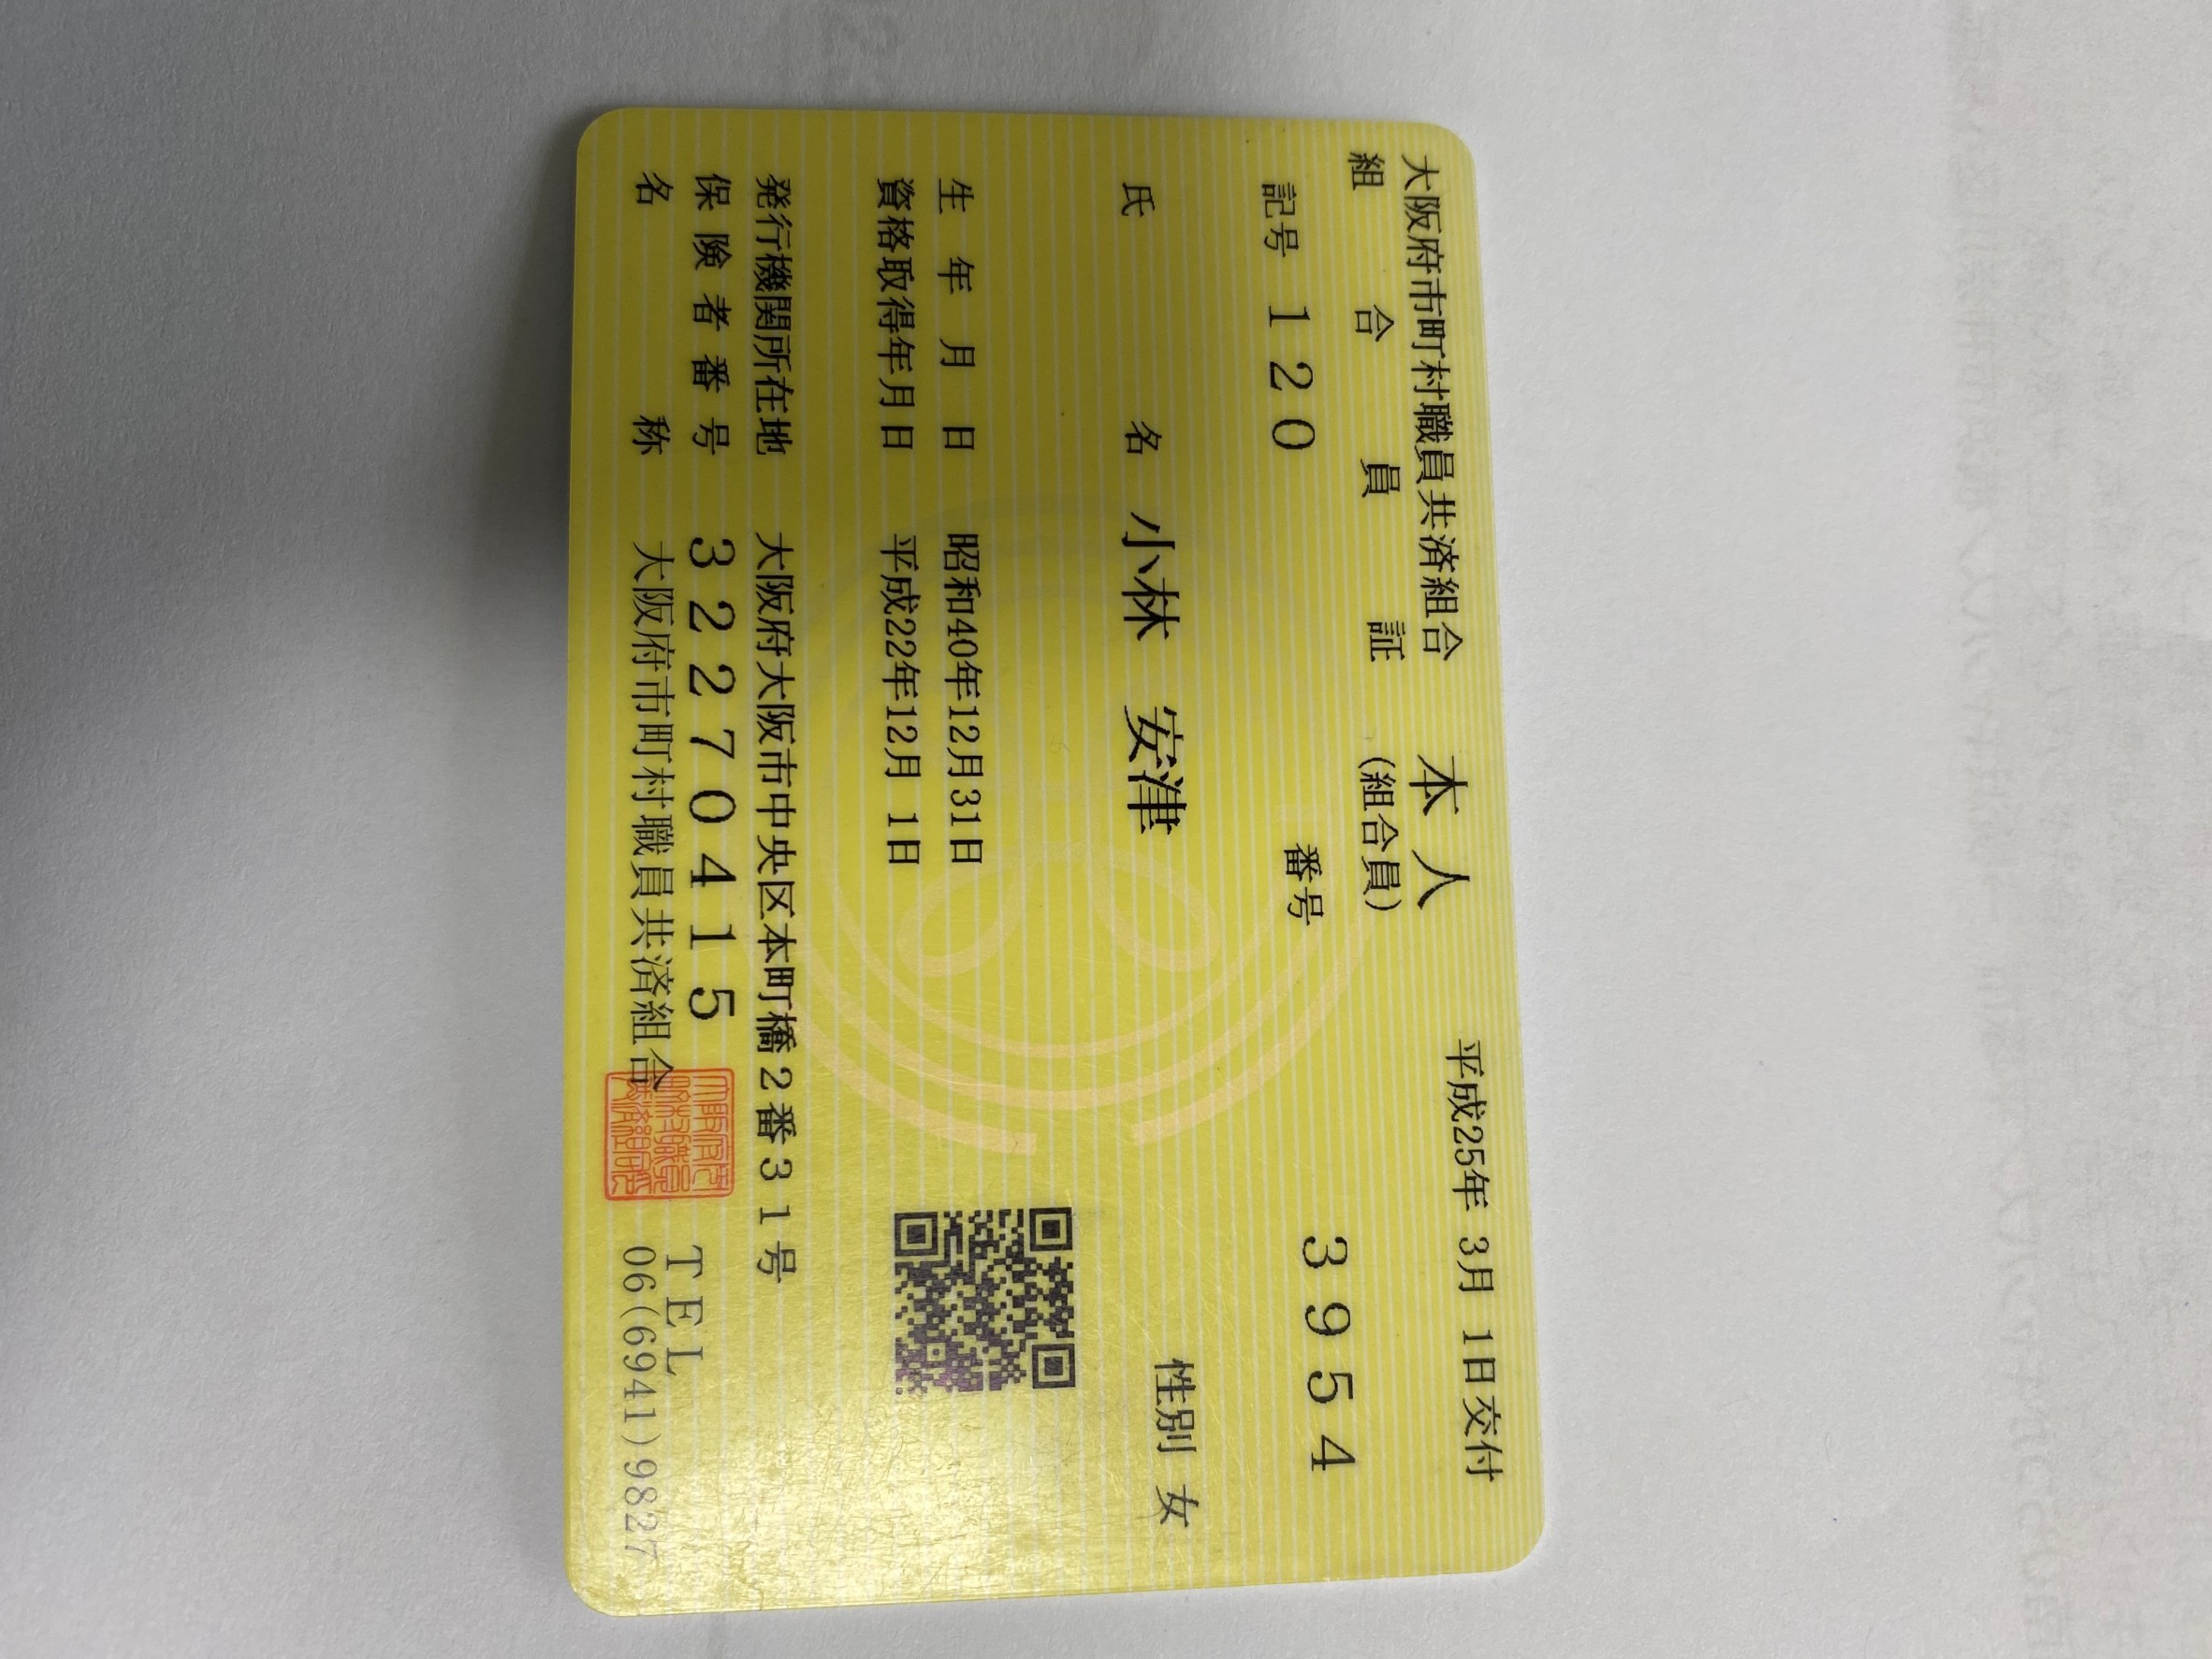 大阪府市町村職員共済組合 本人 平成25年 3月 1日交付
組合員証 (組合員)
記号 120 番号 3954
氏名 小林 安津 性別 女
生年月日 昭和40年12月31日
資格取得年月日 平成22年12月 1日
発行機関所在地 大阪府大阪市中央区本町橋2番31号
保険者番号 32270415 TEL
名称 大阪府市町村職員共済組合 06(6941)9827